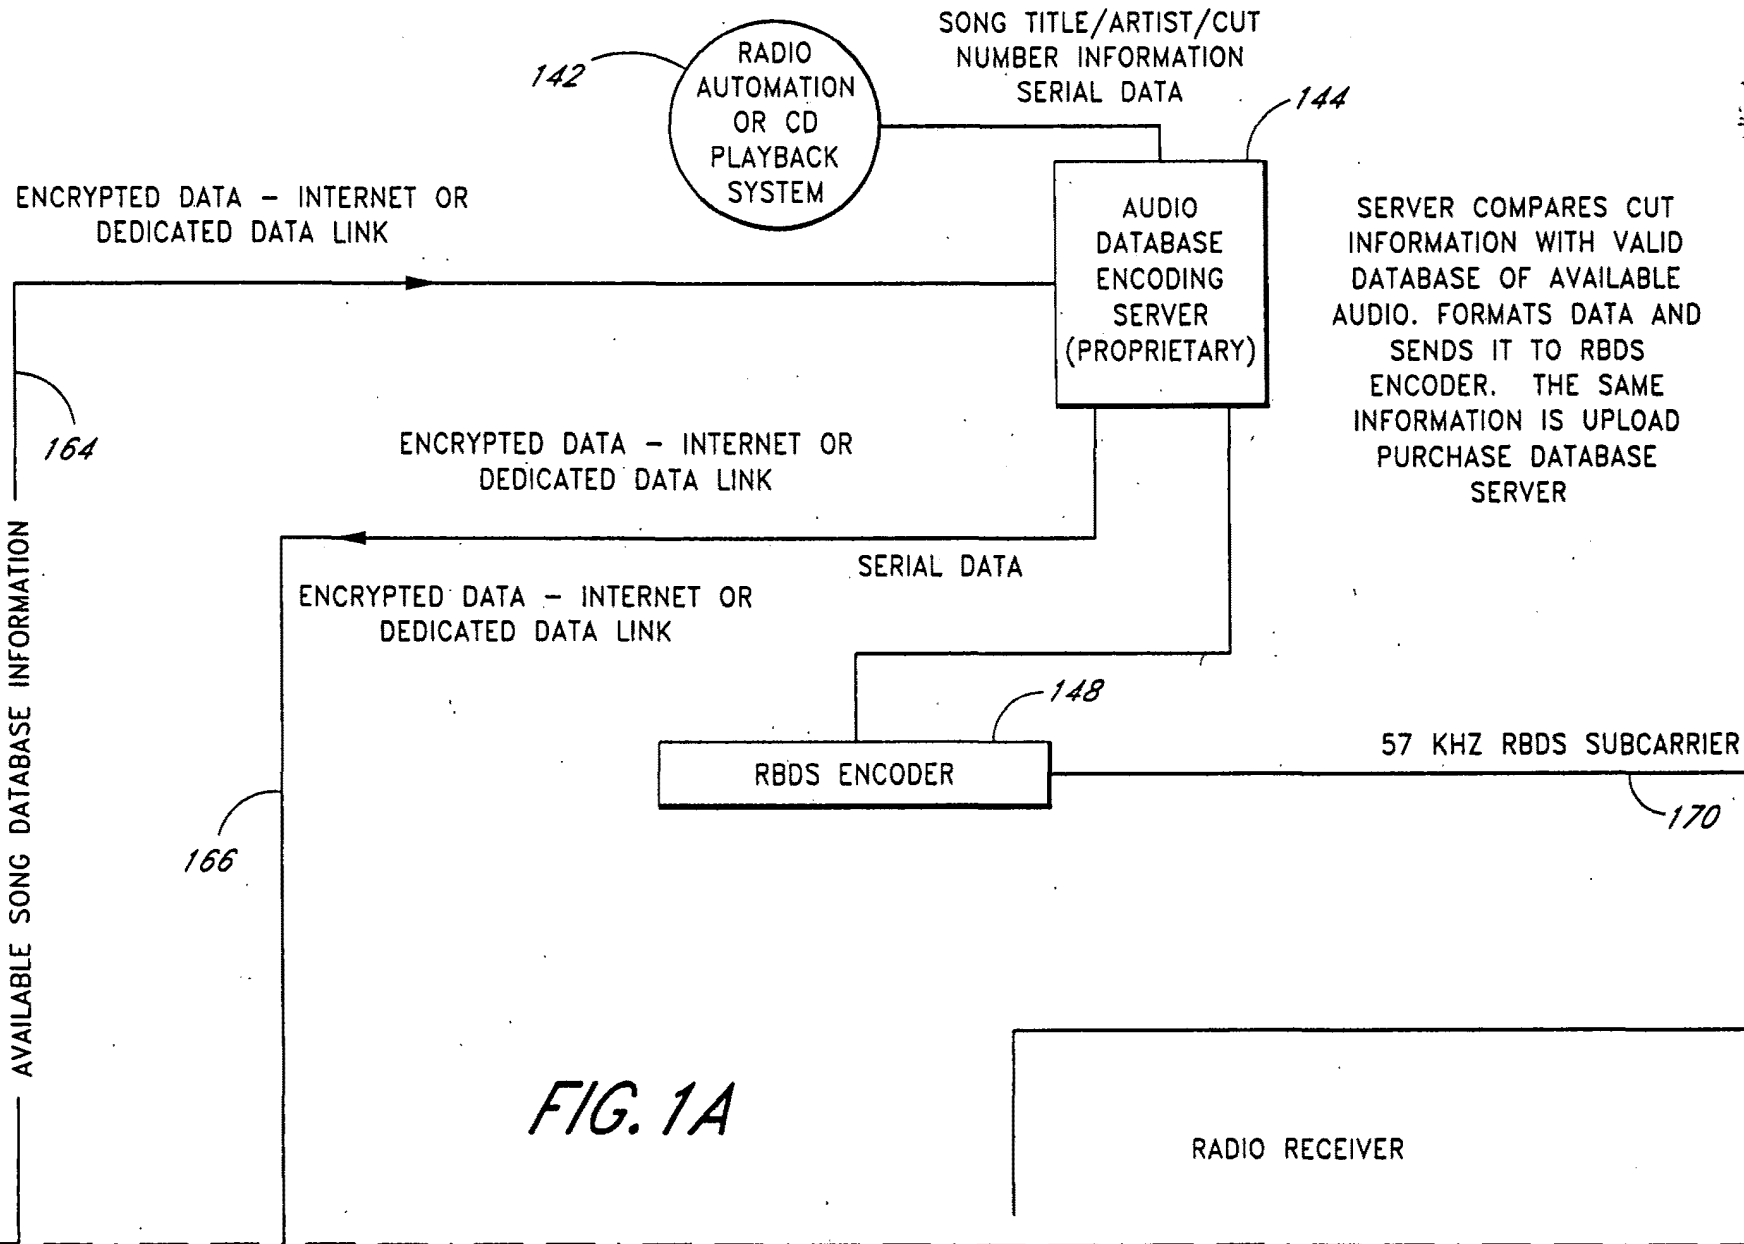 SONG TITLE/ARTIST/CUT
NUMBER INFORMATION
SERIAL DATA
142
RADIO
AUTOMATION
OR CD
PLAYBACK
SYSTEM
144
ENCRYPTED DATA – INTERNET OR
DEDICATED DATA LINK
AUDIO
DATABASE
ENCODING
SERVER
(PROPRIETARY)
SERVER COMPARES CUT
INFORMATION WITH VALID
DATABASE OF AVAILABLE
AUDIO. FORMATS DATA AND
SENDS IT TO RBDS
ENCODER. THE SAME
INFORMATION IS UPLOAD
PURCHASE DATABASE
SERVER
164
ENCRYPTED DATA – INTERNET OR
DEDICATED DATA LINK
SERIAL DATA
ENCRYPTED DATA – INTERNET OR
DEDICATED DATA LINK
AVAILABLE SONG DATABASE INFORMATION
148
RBDS ENCODER
57 KHZ RBDS SUBCARRIER
170
166
FIG. 1A
RADIO RECEIVER